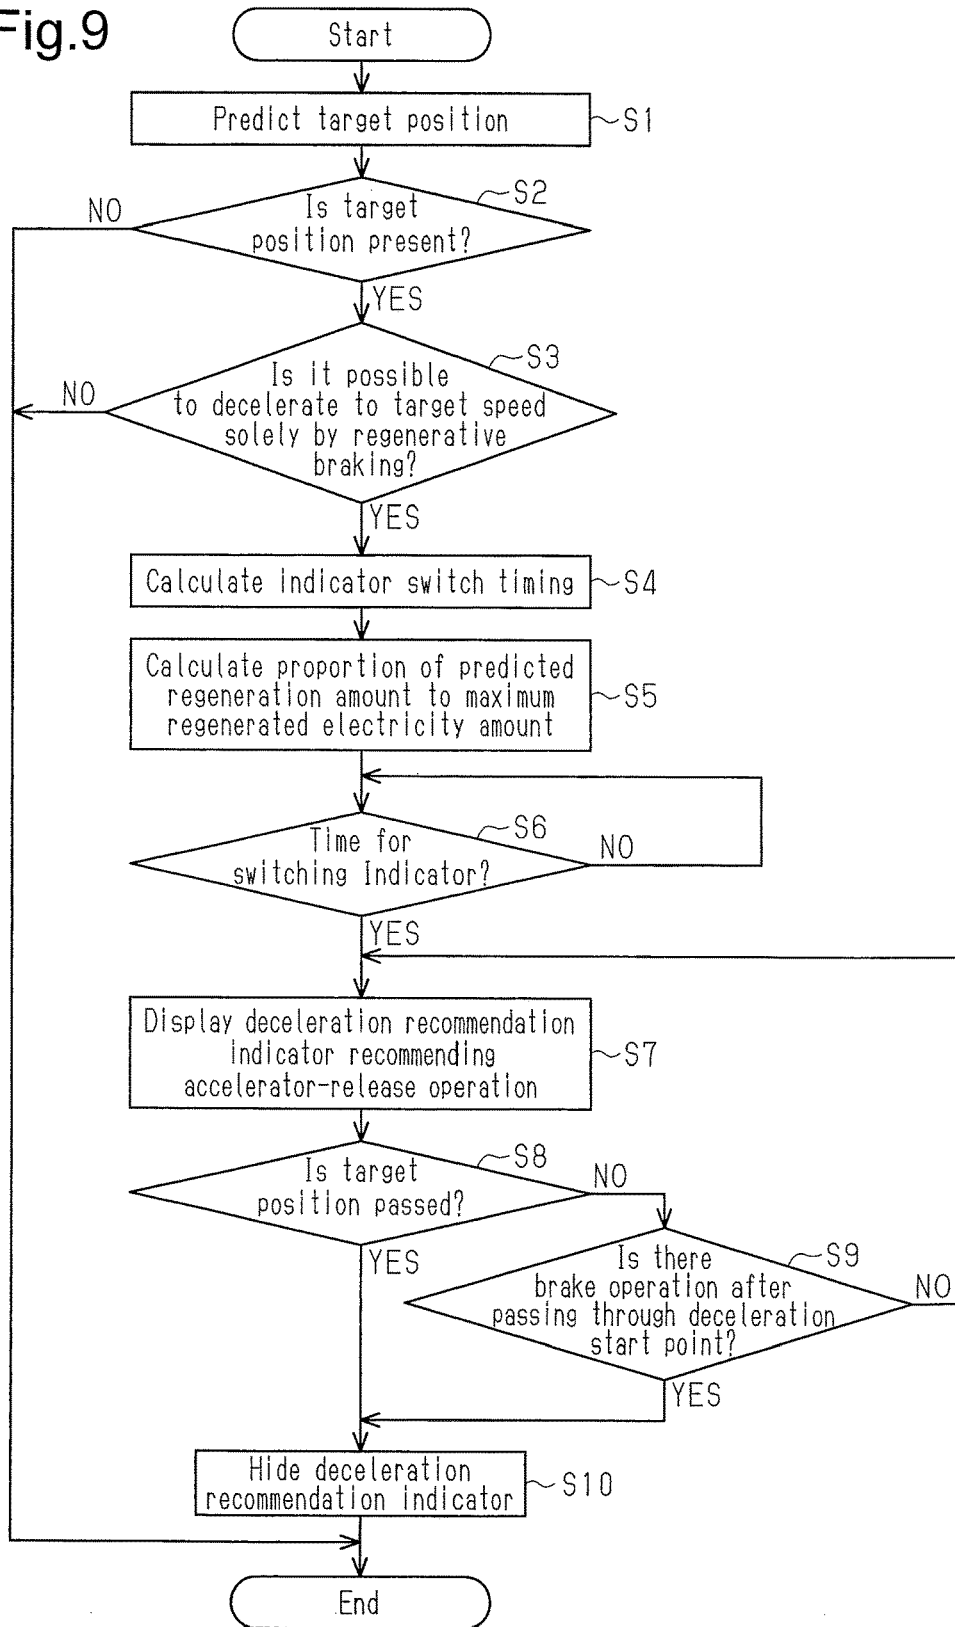 Fig.9
Start
Predict target position
S1
S2
Is target
position present?
NO
YES
S3
Is it possible
to decelerate to target speed
solely by regenerative
braking?
NO
YES
Calculate indicator switch timing
S4
Calculate proportion of predicted
regeneration amount to maximum
regenerated electricity amount
S5
S6
Time for
switching Indicator?
NO
YES
Display deceleration recommendation
indicator recommending
accelerator-release operation
S7
S8
Is target
position passed?
NO
YES
S9
Is there
brake operation after
passing through deceleration
start point?
NO
YES
Hide deceleration
recommendation indicator
S10
End